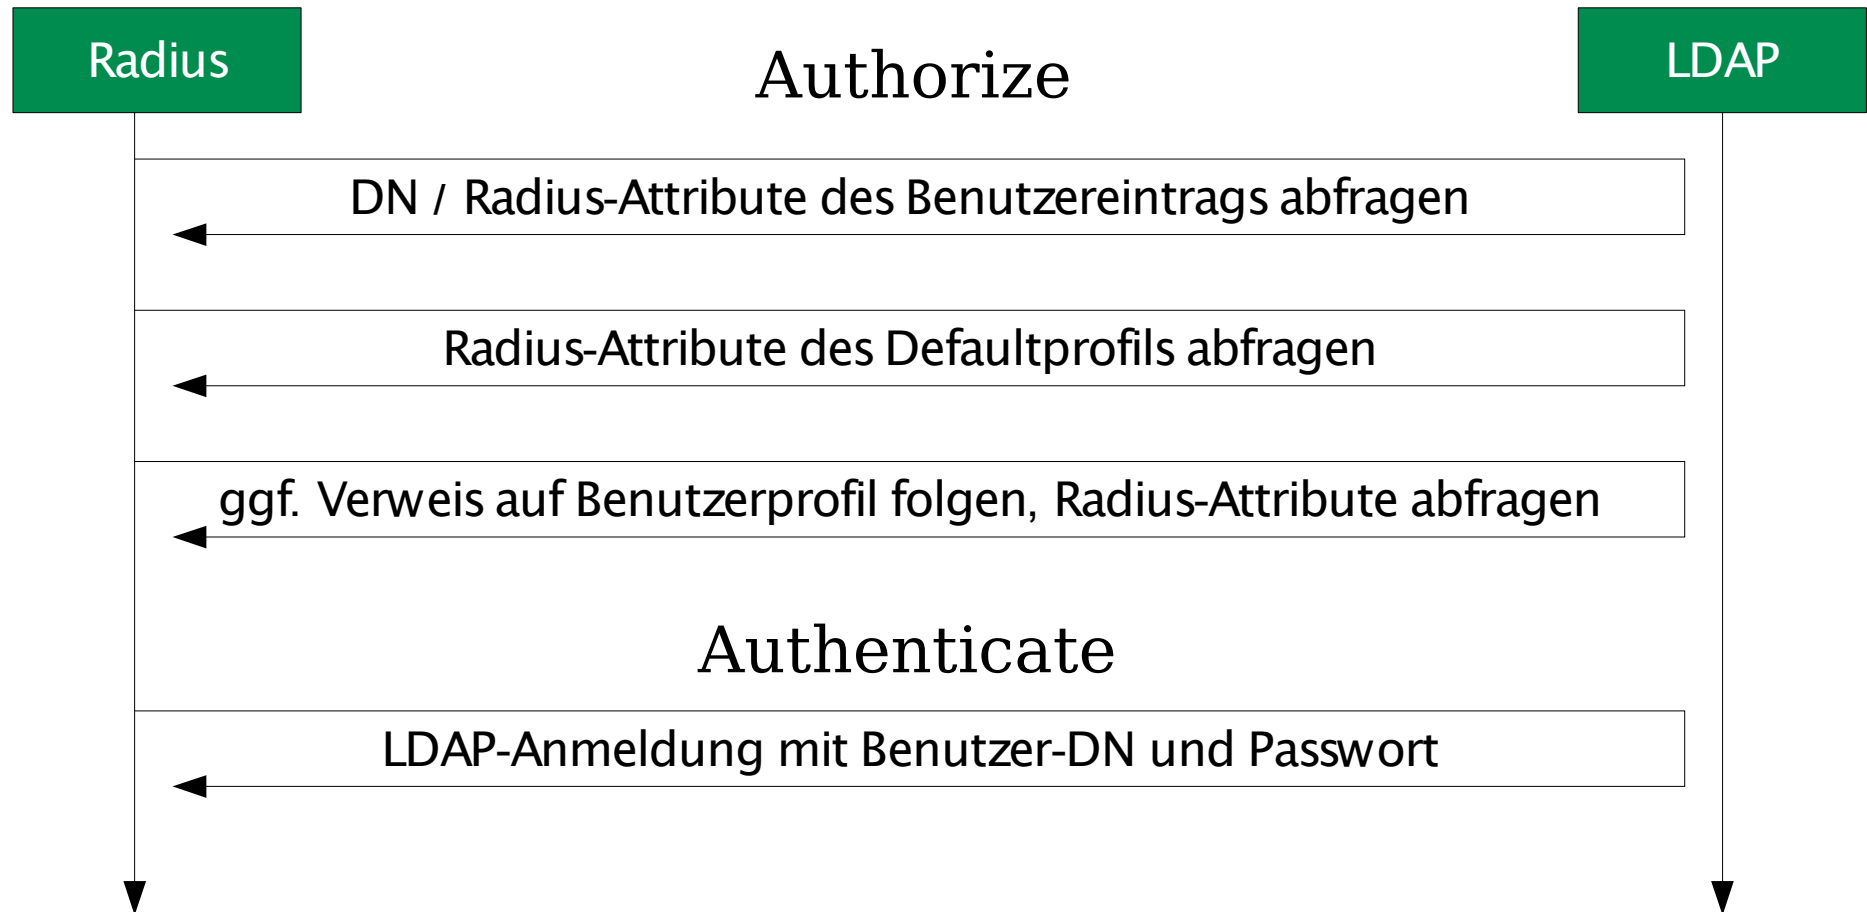 Radius
Authorize
LDAP
DN / Radius-Attribute des Benutzereintrags abfragen
Radius-Attribute des Defaultprofils abfragen
ggf. Verweis auf Benutzerprofil folgen, Radius-Attribute abfragen
Authenticate
LDAP-Anmeldung mit Benutzer-DN und Passwort